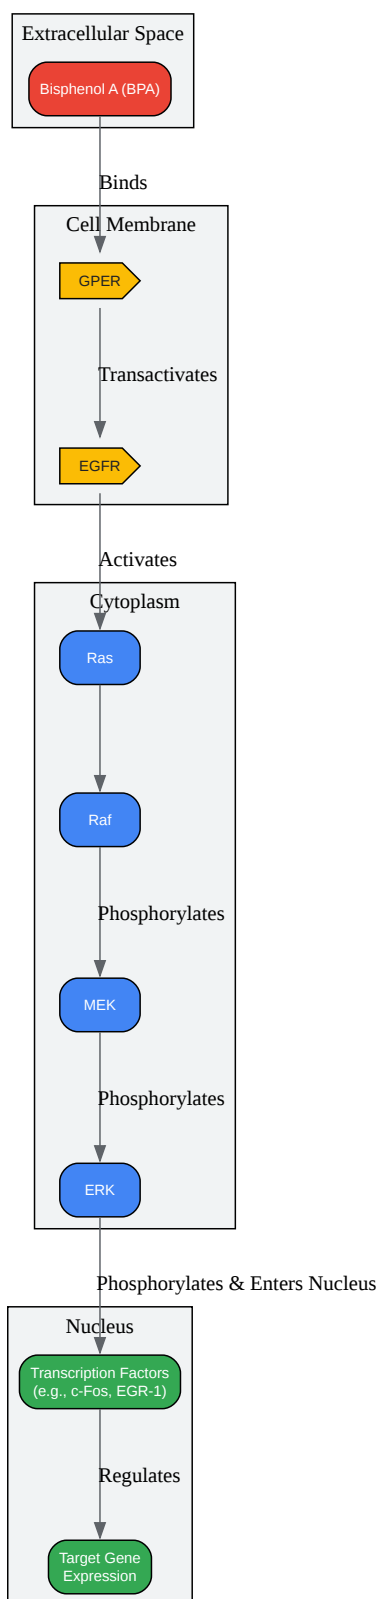 Extracellular Space
Bisphenol A (BPA)
Binds
Cell Membrane
GPER
Transactivates
EGFR
Activates
Cytoplasm
Ras
Raf
Phosphorylates
MEK
Phosphorylates
ERK
Phosphorylates & Enters Nucleus
Nucleus
Transcription Factors
(e.g., c-Fos, EGR-1)
Regulates
Target Gene
Expression